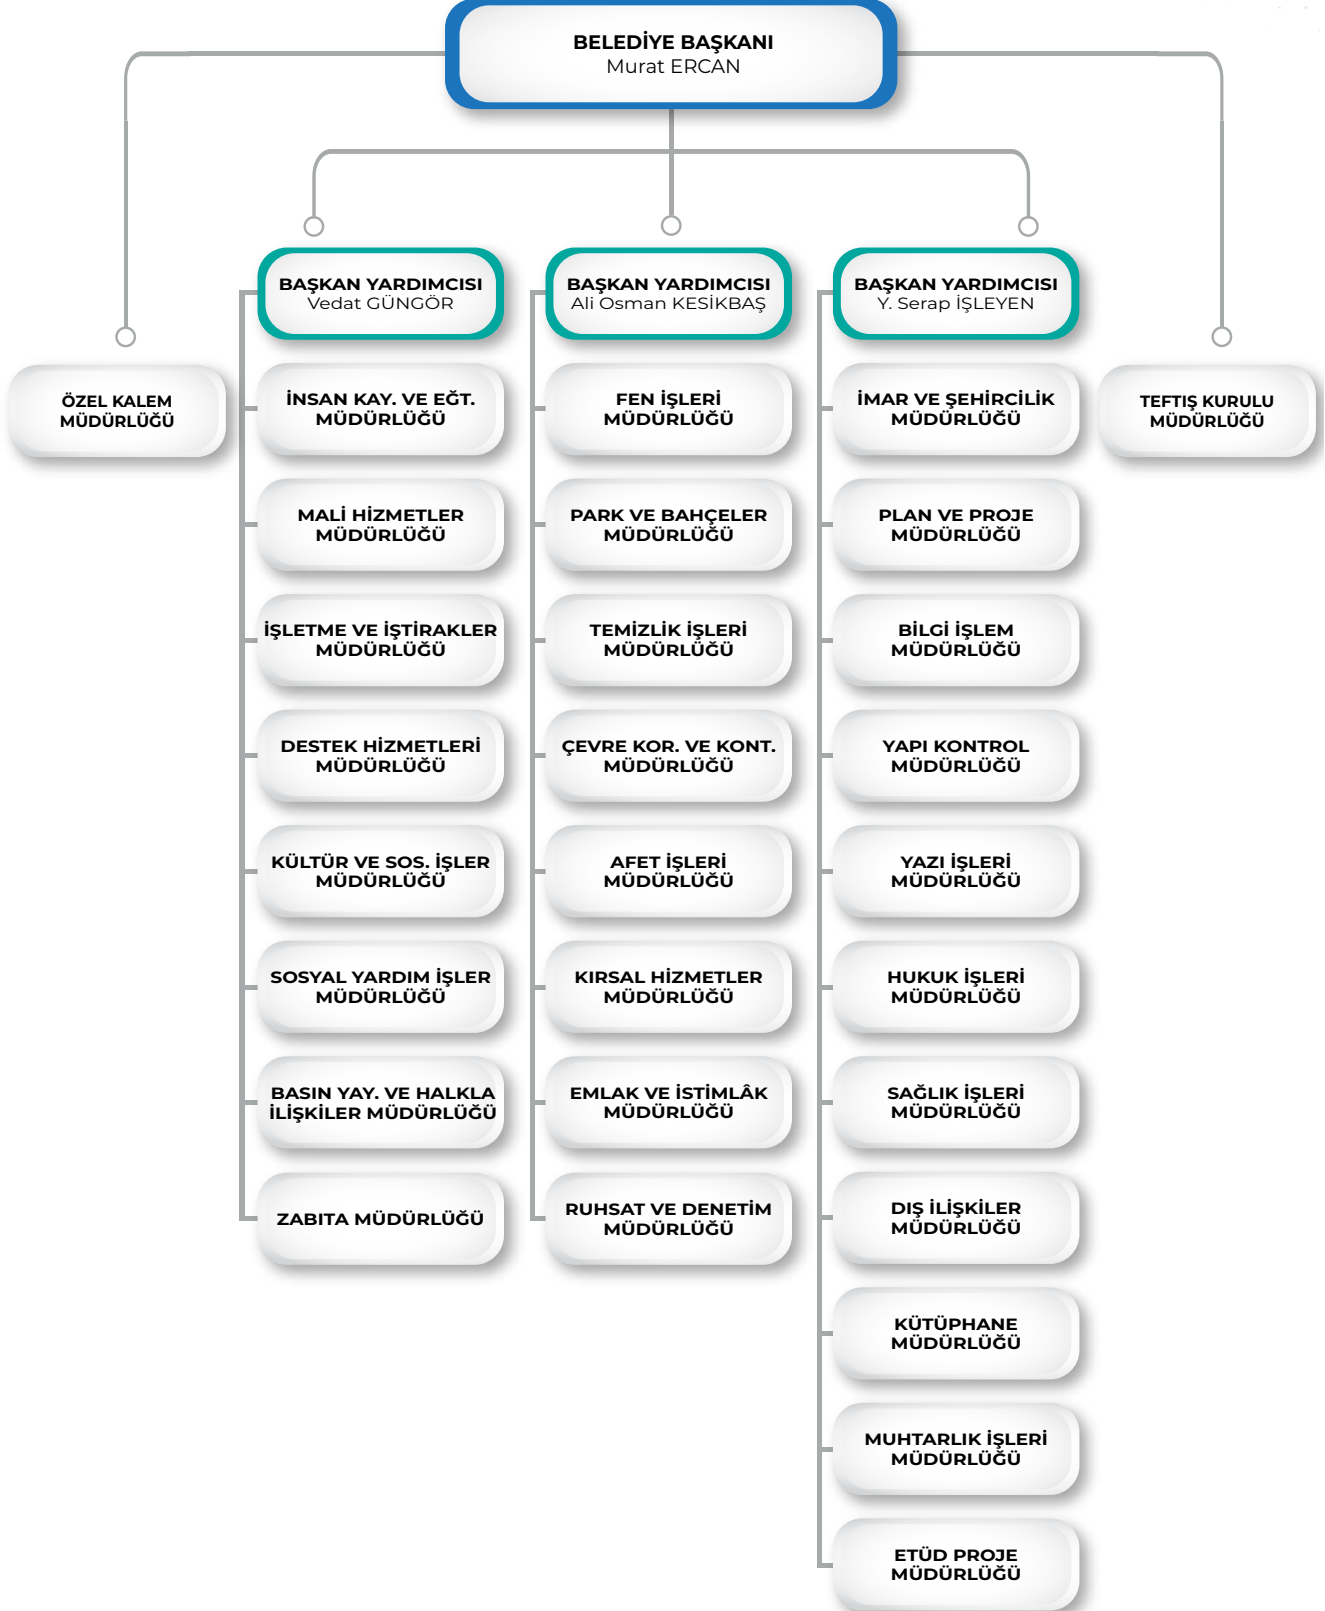 BELEDİYE BAŞKANI
Murat ERCAN
ÖZEL KALEM
MÜDÜRLÜĞÜ
BAŞKAN YARDIMCISI
Vedat GÜNGÖR
İNSAN KAY. VE EĞT.
MÜDÜRLÜĞÜ
MALİ HİZMETLER
MÜDÜRLÜĞÜ
İŞLETME VE İŞTİRAKLER
MÜDÜRLÜĞÜ
DESTEK HİZMETLERİ
MÜDÜRLÜĞÜ
KÜLTÜR VE SOS. İŞLER
MÜDÜRLÜĞÜ
SOSYAL YARDIM İŞLER
MÜDÜRLÜĞÜ
BASIN YAY. VE HALKLA
İLİŞKİLER MÜDÜRLÜĞÜ
ZABITA MÜDÜRLÜĞÜ
BAŞKAN YARDIMCISI
Ali Osman KESİKBAŞ
FEN İŞLERİ
MÜDÜRLÜĞÜ
PARK VE BAHÇELER
MÜDÜRLÜĞÜ
TEMİZLİK İŞLERİ
MÜDÜRLÜĞÜ
ÇEVRE KOR. VE KONT.
MÜDÜRLÜĞÜ
AFET İŞLERİ
MÜDÜRLÜĞÜ
KIRSAL HİZMETLER
MÜDÜRLÜĞÜ
EMLAK VE İSTİMLÂK
MÜDÜRLÜĞÜ
RUHSAT VE DENETİM
MÜDÜRLÜĞÜ
BAŞKAN YARDIMCISI
Y. Serap İŞLEYEN
İMAR VE ŞEHİRCİLİK
MÜDÜRLÜĞÜ
PLAN VE PROJE
MÜDÜRLÜĞÜ
BİLGİ İŞLEM
MÜDÜRLÜĞÜ
YAPI KONTROL
MÜDÜRLÜĞÜ
YAZI İŞLERİ
MÜDÜRLÜĞÜ
HUKUK İŞLERİ
MÜDÜRLÜĞÜ
SAĞLIK İŞLERİ
MÜDÜRLÜĞÜ
DIŞ İLİŞKİLER
MÜDÜRLÜĞÜ
KÜTÜPHANE
MÜDÜRLÜĞÜ
MUHTARLIK İŞLERİ
MÜDÜRLÜĞÜ
ETÜD PROJE
MÜDÜRLÜĞÜ
TEFTIŞ KURULU
MÜDÜRLÜĞÜ